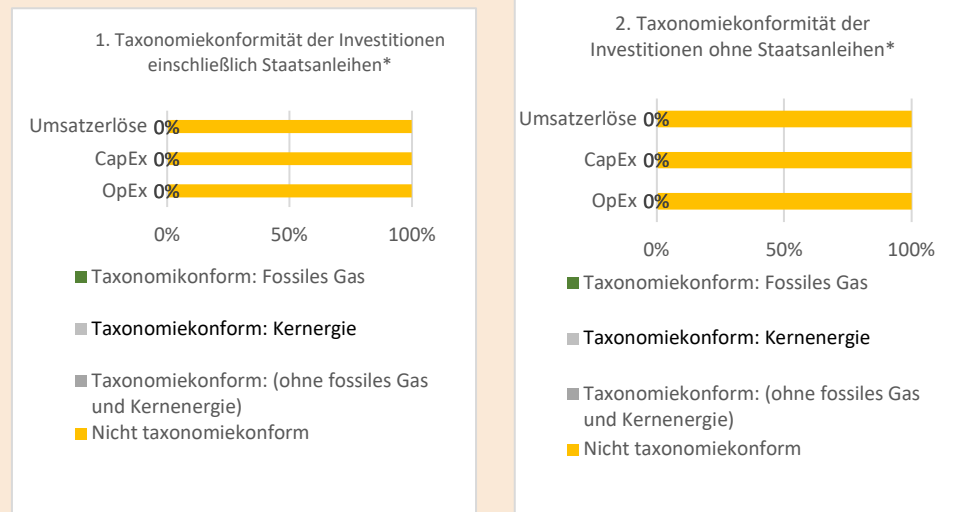 1. Taxonomiekonformität der Investitionen
einschließlich Staatsanleihen*
Umsatzerlöse 0%
CapEx 0%
OpEx 0%
0% 50% 100%
Taxonomikonform: Fossiles Gas
Taxonomiekonform: Kernergie
Taxonomiekonform: (ohne fossiles Gas
und Kernenergie)
Nicht taxonomiekonform
2. Taxonomiekonformität der
Investitionen ohne Staatsanleihen*
Umsatzerlöse 0%
CapEx 0%
OpEx 0%
0% 50% 100%
Taxonomiekonform: Fossiles Gas
Taxonomiekonform: Kernenergie
Taxonomiekonform: (ohne fossiles Gas
und Kernenergie)
Nicht taxonomiekonform